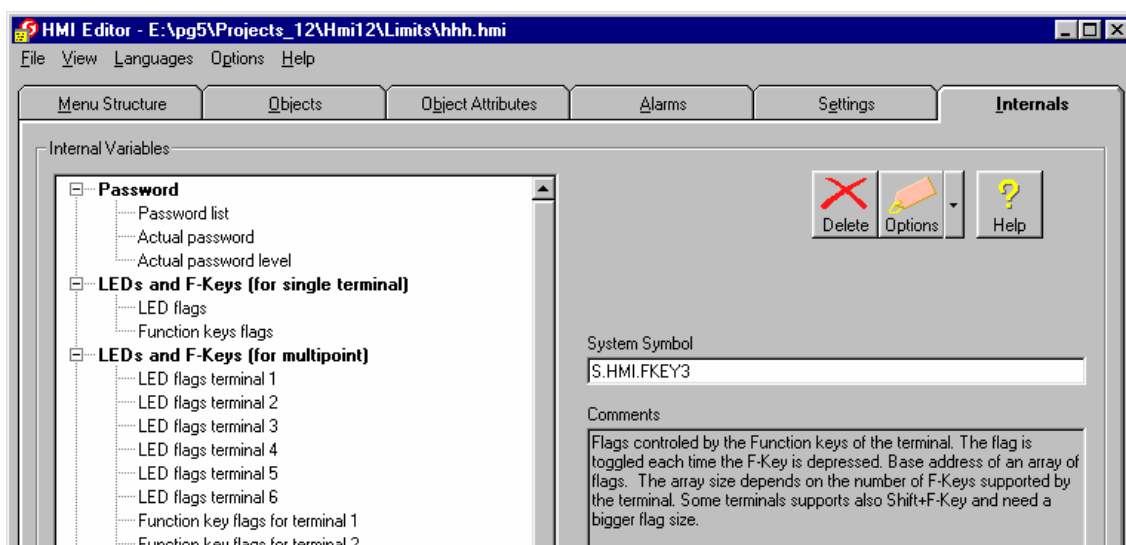 HMI Editor - E:\pg5\Projects_12\Hmi12\Limits\hhh.hmi
File View Languages Options Help
Menu Structure Objects Object Attributes Alarms Settings Internals
Internal Variables
Password
Password list
Actual password
Actual password level
LEDs and F-Keys (for single terminal)
LED flags
Function keys flags
LEDs and F-Keys (for multipoint)
LED flags terminal 1
LED flags terminal 2
LED flags terminal 3
LED flags terminal 4
LED flags terminal 5
LED flags terminal 6
Function key flags for terminal 1
Function key flags for terminal 2
Delete Options Help
System Symbol
S.HMI.FKEY3
Comments
Flags controled by the Function keys of the terminal. The flag is
toggled each time the F-Key is depressed. Base address of an array of
flags. The array size depends on the number of F-Keys supported by
the terminal. Some terminals supports also Shift+F-Key and need a
bigger flag size.